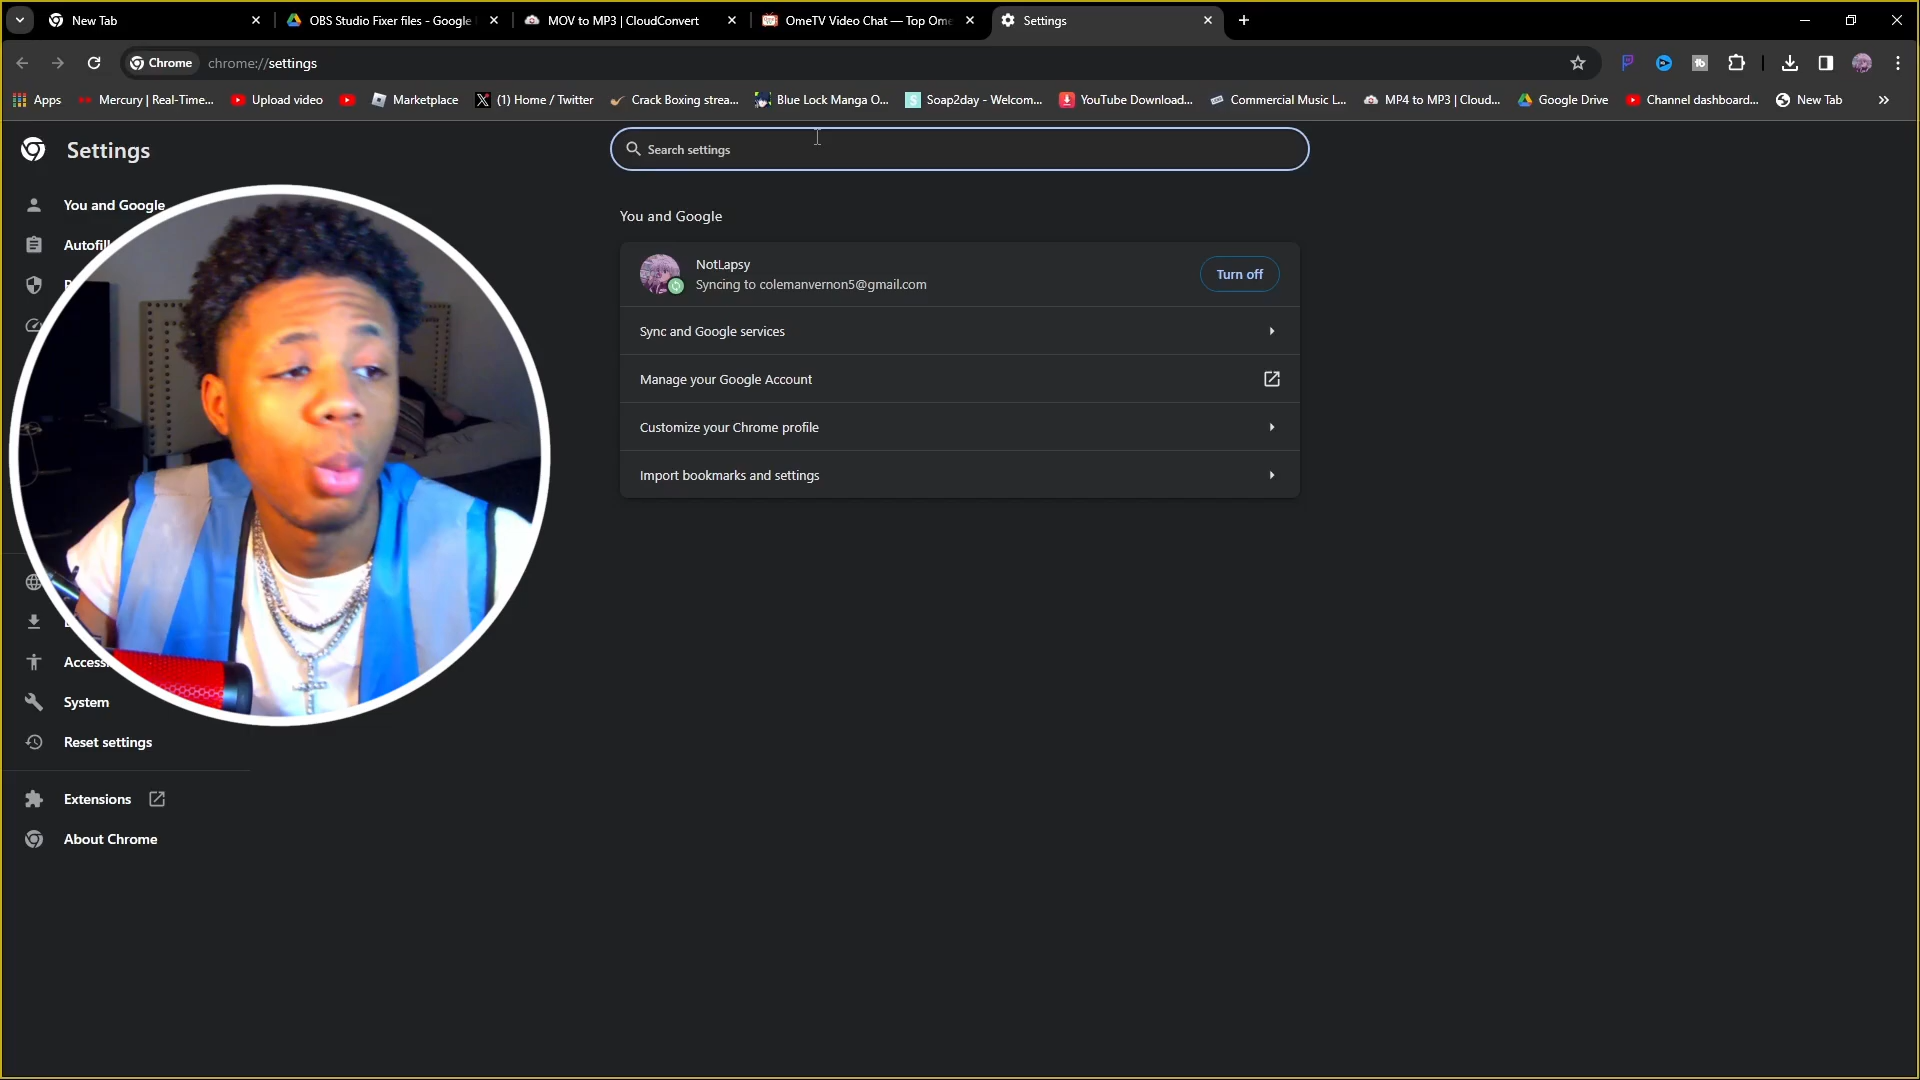 New Tab
OBS Studio Fixer files - Google
MOV to MP3 | CloudConvert
OmeTV Video Chat — Top Ome
Settings
Chrome
chrome://settings
Apps
Mercury | Real-Time...
Upload video
Marketplace
(1) Home / Twitter
Crack Boxing strea...
Blue Lock Manga O...
Soap2day - Welcom...
YouTube Download...
Commercial Music L...
MP4 to MP3 | Cloud...
Google Drive
Channel dashboard...
New Tab
Settings
Search settings
You and Google
Autofill
You and Google
NotLapsy
Syncing to colemanvernon5@gmail.com
Turn off
Sync and Google services
Manage your Google Account
Customize your Chrome profile
Import bookmarks and settings
System
Reset settings
Extensions
About Chrome